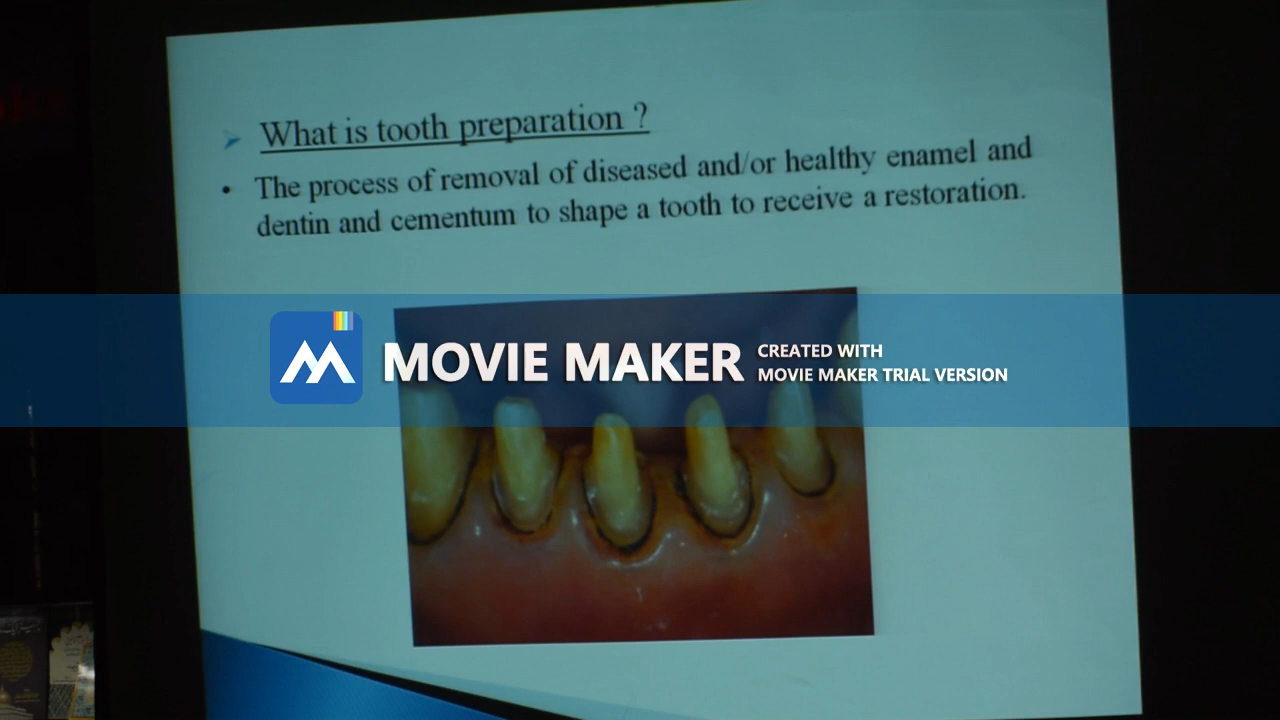 What is tooth preparation ?
• The process of removal of diseased and/or healthy enamel and
dentin and cementum to shape a tooth to receive a restoration.
MOVIE MAKER
CREATED WITH
MOVIE MAKER TRIAL VERSION